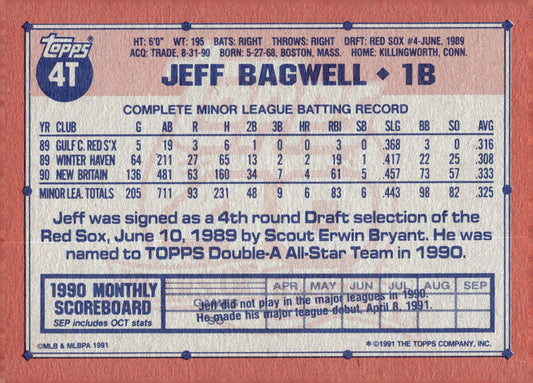 topps®
4T
HT: 6'0" WT: 195 BATS: RIGHT THROWS: RIGHT DRFT: RED SOX #4-JUNE, 1989
ACQ: TRADE, 8-31-90 BORN: 5-27-68, BOSTON, MASS. HOME: KILLINGWORTH, CONN.
JEFF BAGWELL ♦ 1B
COMPLETE MINOR LEAGUE BATTING RECORD
YR CLUB G AB R H 2B 3B HR RBI SB SLG BB SO AVG
89 GULF C. RED S'X 5 19 3 6 1 0 0 3 0 .368 3 0 .316
89 WINTER HAVEN 64 211 27 65 13 2 2 19 1 .417 22 25 .308
90 NEW BRITAIN 136 481 63 160 34 7 4 61 5 .457 73 57 .333
MINOR LEA. TOTALS 205 711 93 231 48 9 6 83 6 .443 98 82 .325
Jeff was signed as a 4th round Draft selection of the
Red Sox, June 10, 1989 by Scout Erwin Bryant. He was
named to TOPPS Double-A All-Star Team in 1990.
1990 MONTHLY
SCOREBOARD
SEP includes OCT stats
APR MAY JUN JUL AUG SEP
GAMES
Jeff did not play in the major leagues in 1990.
He made his major league debut, April 8, 1991.
©MLB & MLBPA 1991
* ©1991 THE TOPPS COMPANY, INC.